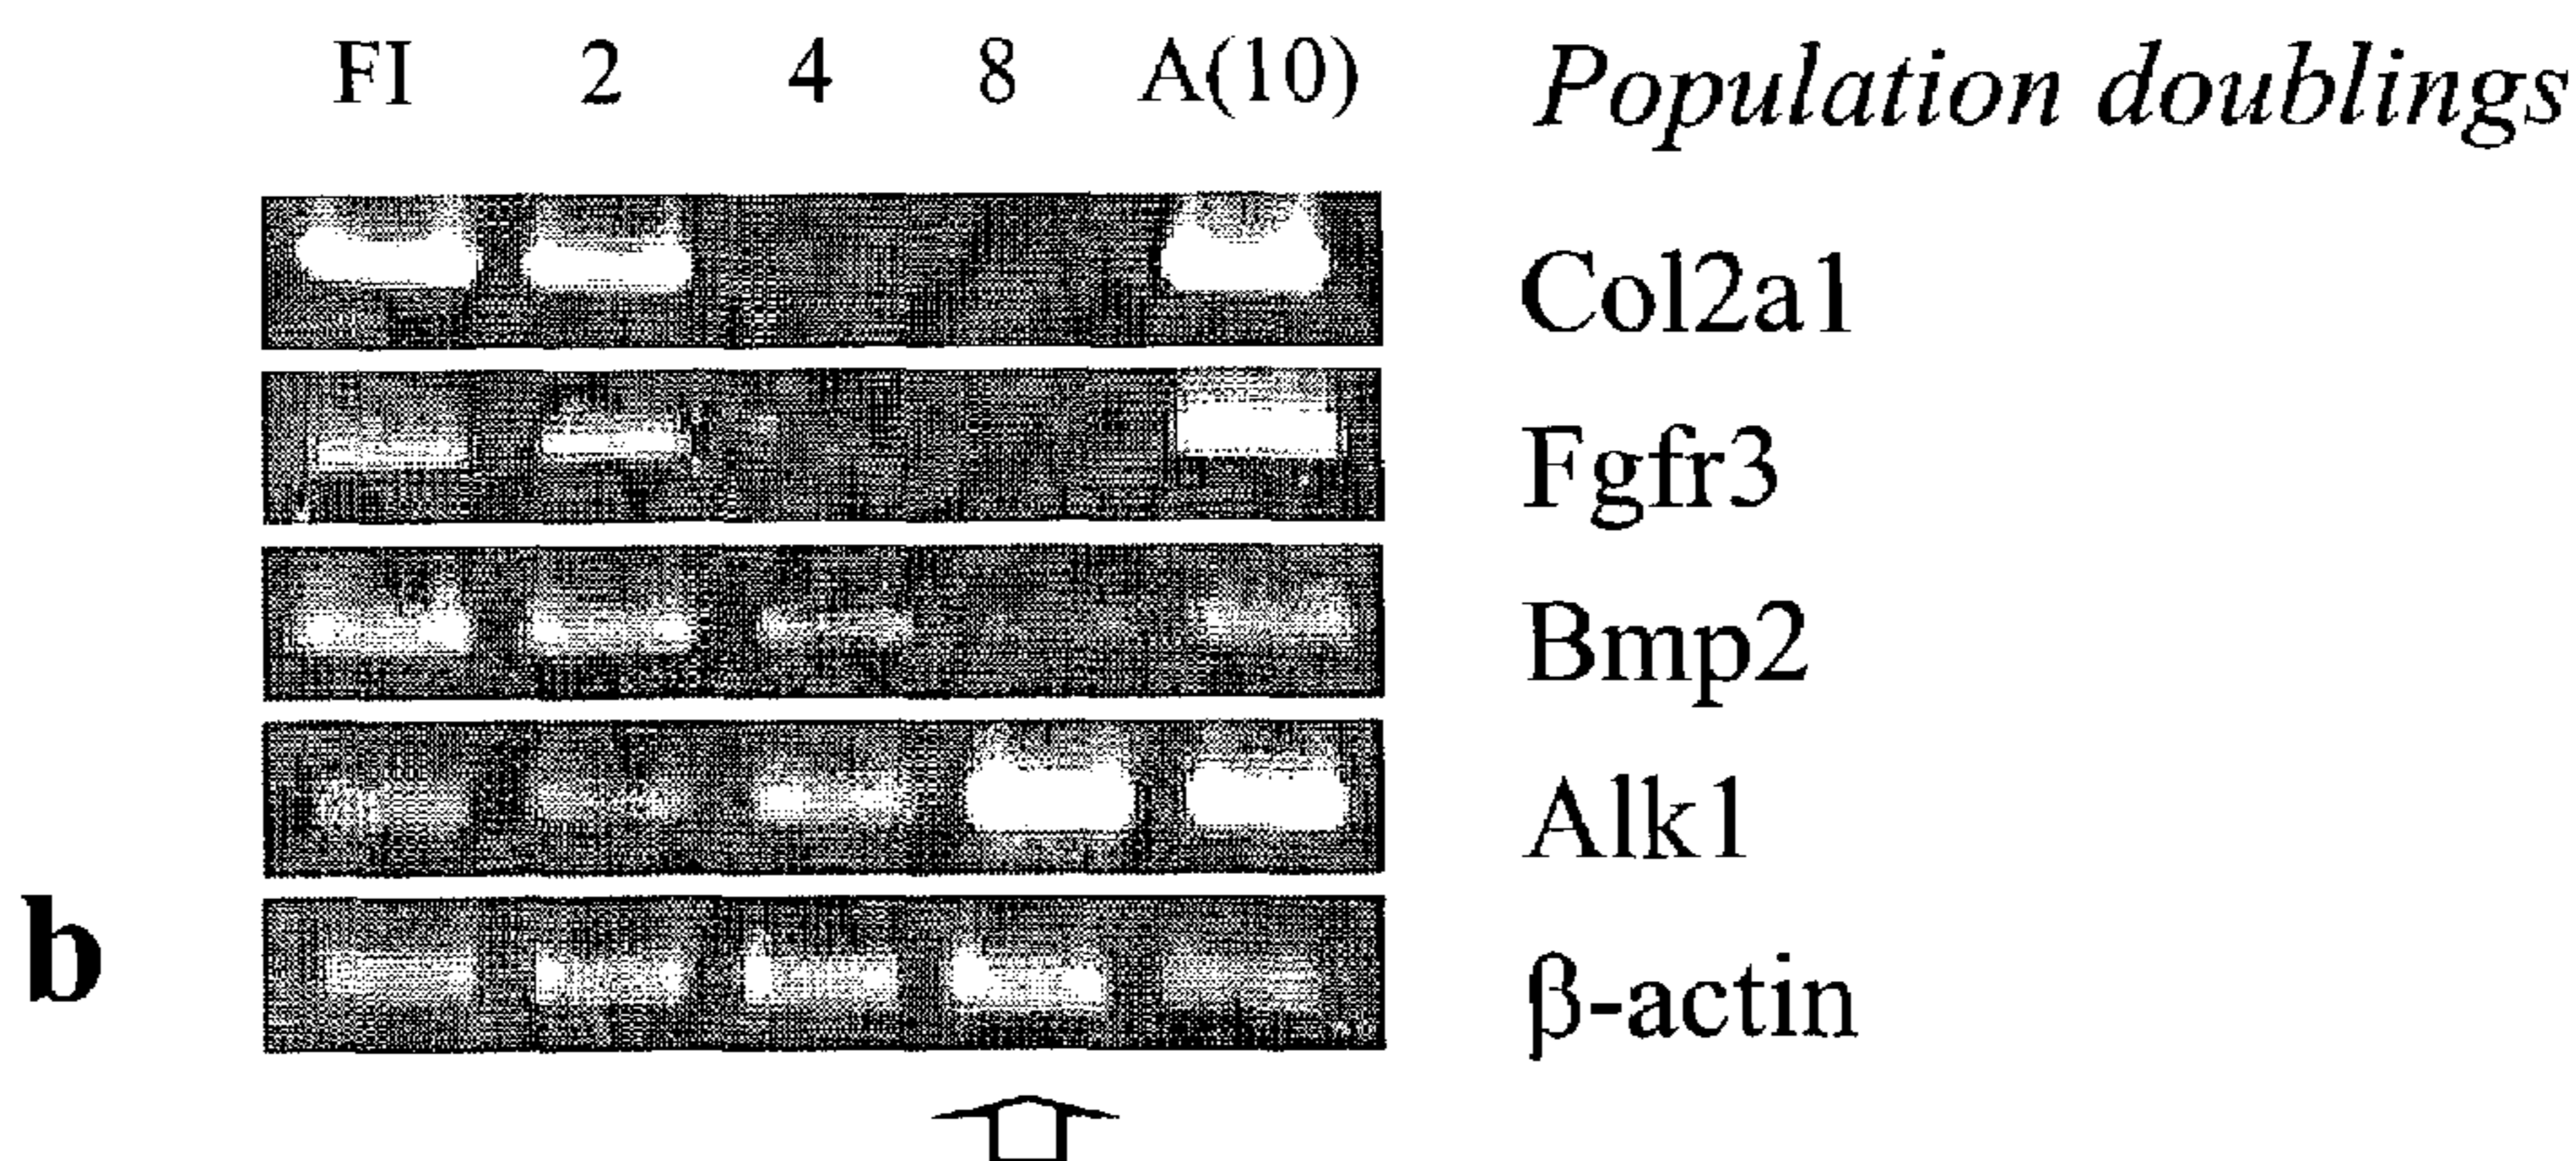 FI 2 4 8 A(10) Population doublings
Col2a1
Fgfr3
Bmp2
Alk1
b
β-actin